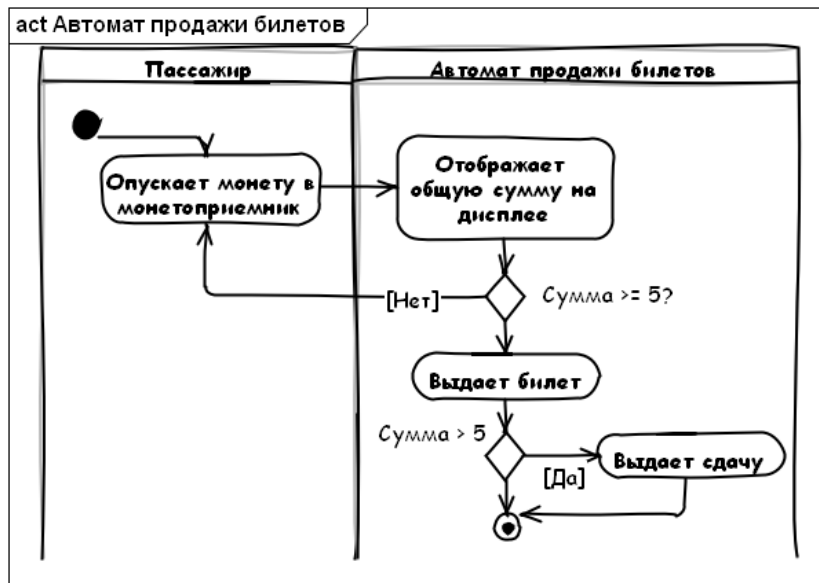 act Автомат продажи билетов
Пассажир
Автомат продажи билетов
Опускает монету в
монетоприемник
Отображает
общую сумму на
дисплее
[Нет]
Сумма >= 5?
Выдает билет
Сумма > 5
[Да]
Выдает сдачу